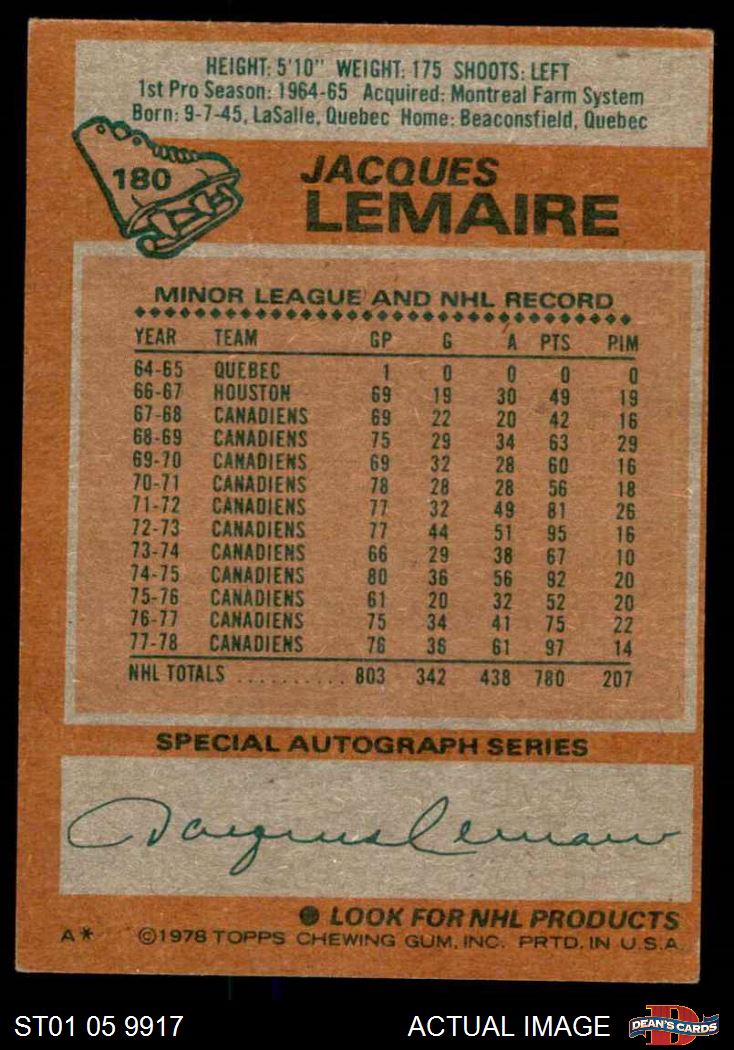 HEIGHT: 5'10" WEIGHT: 175 SHOOTS: LEFT
1st Pro Season: 1964-65 Acquired: Montreal Farm System
Born: 9-7-45, LaSalle, Quebec Home: Beaconsfield, Quebec
180
JACQUES
LEMAIRE
MINOR LEAGUE AND NHL RECORD
YEAR TEAM GP G A PTS PIM
64-65 QUEBEC 1 0 0 0 0
66-67 HOUSTON 69 19 30 49 19
67-68 CANADIENS 69 22 20 42 16
68-69 CANADIENS 75 29 34 63 29
69-70 CANADIENS 69 32 28 60 16
70-71 CANADIENS 78 28 28 56 18
71-72 CANADIENS 77 32 49 81 26
72-73 CANADIENS 77 44 51 95 16
73-74 CANADIENS 66 29 38 67 10
74-75 CANADIENS 80 36 56 92 20
75-76 CANADIENS 61 20 32 52 20
76-77 CANADIENS 75 34 41 75 22
77-78 CANADIENS 76 36 61 97 14
NHL TOTALS .......... 803 342 438 780 207
SPECIAL AUTOGRAPH SERIES
Jacques Lemaire
● LOOK FOR NHL PRODUCTS
A* ©1978 TOPPS CHEWING GUM, INC. PRTD. IN U.S.A.
ST01 05 9917 ACTUAL IMAGE D DEAN'S CARDS